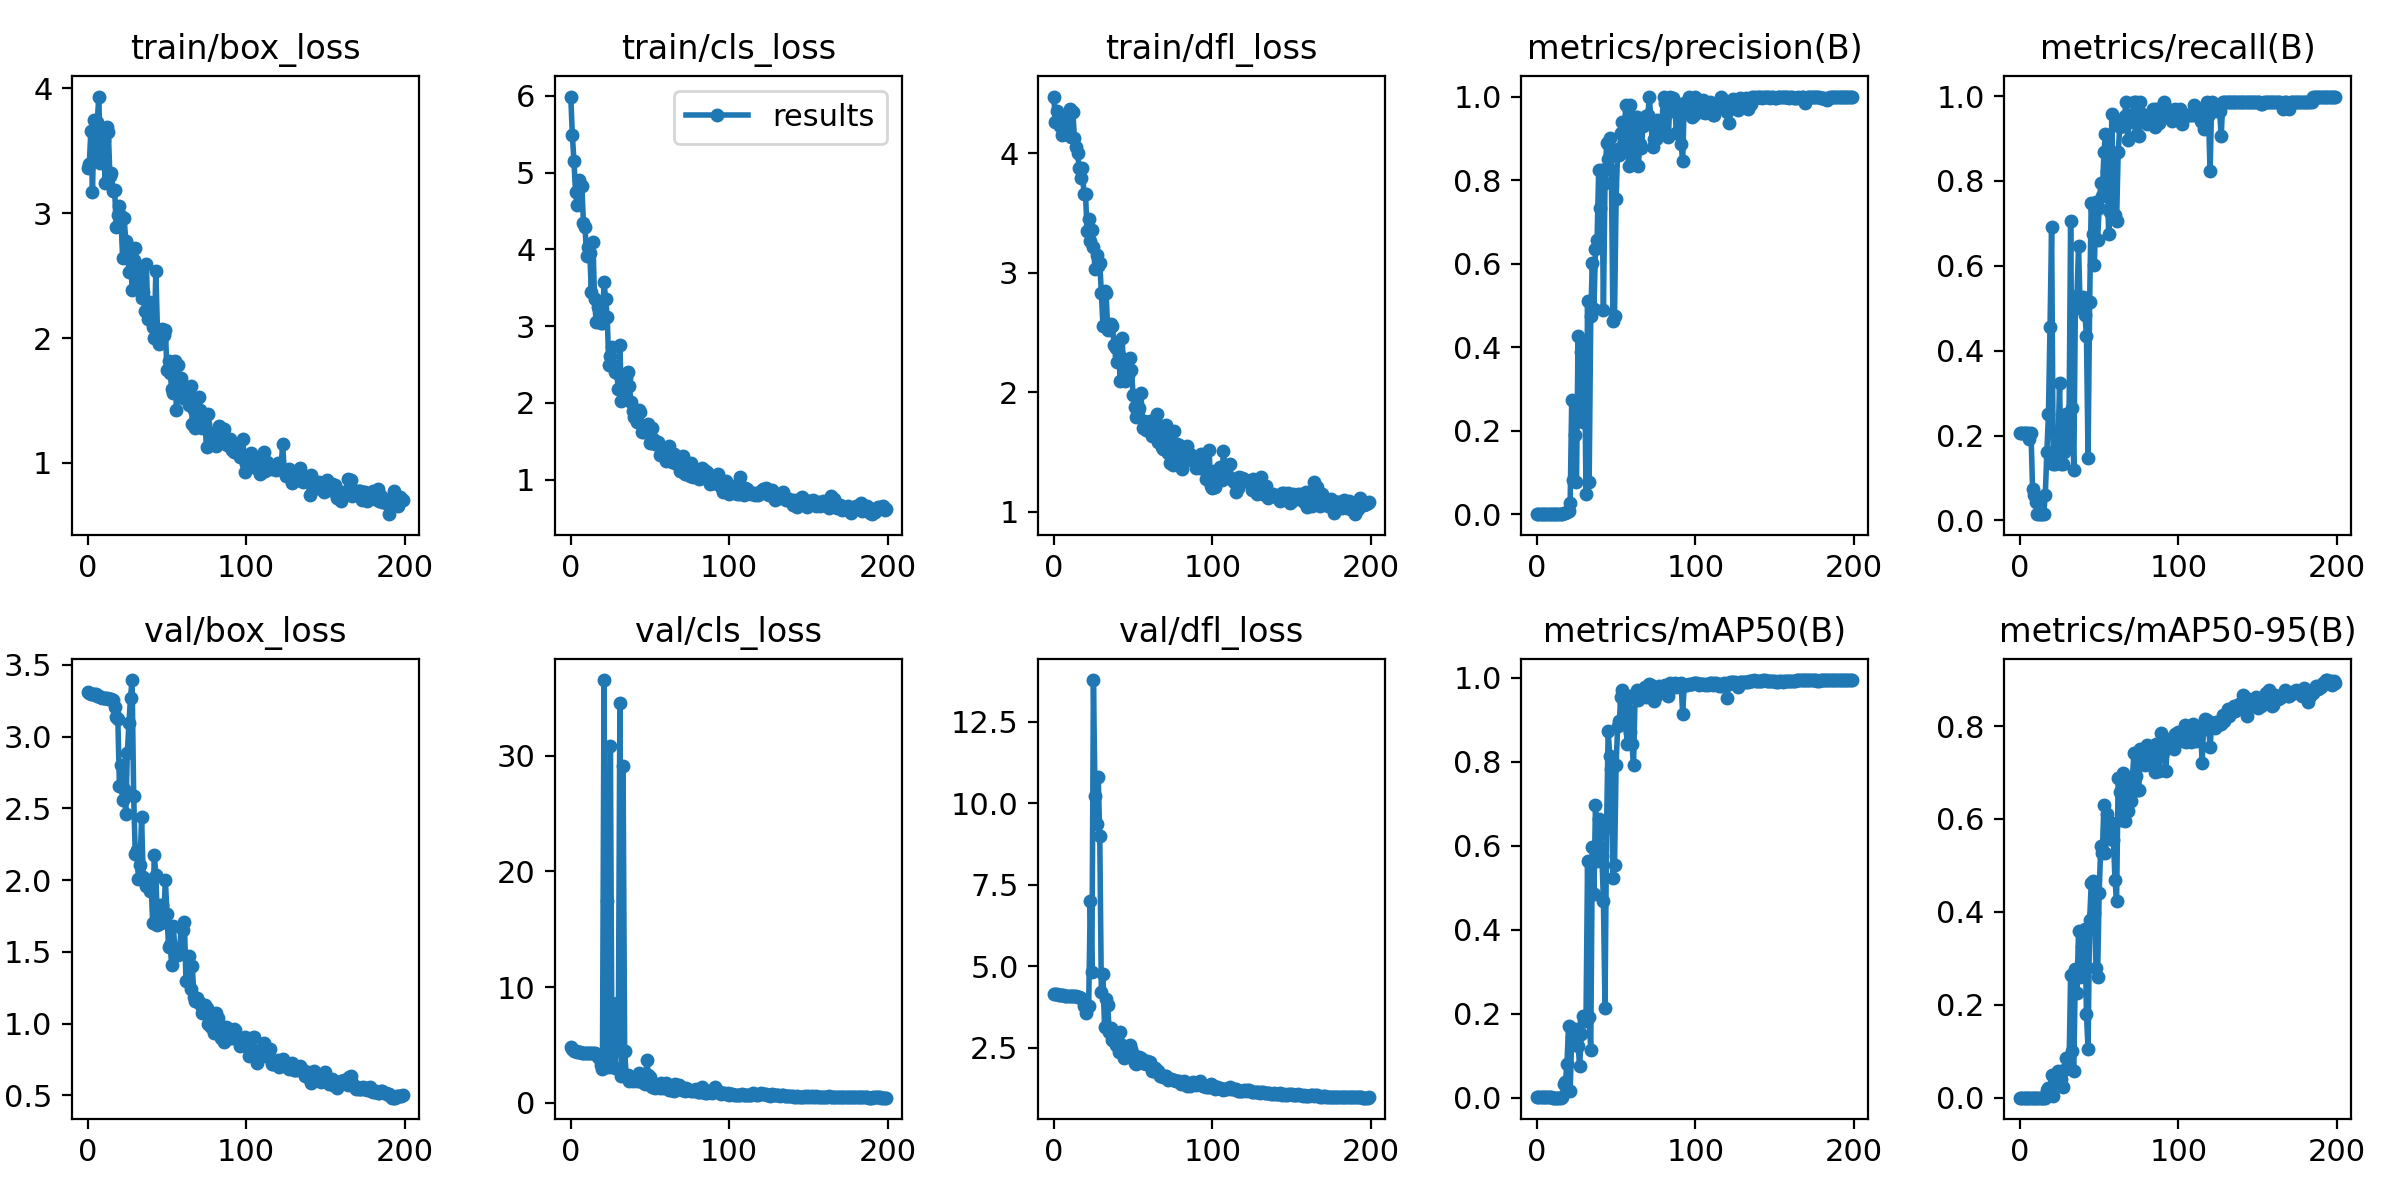 train/box_loss
train/cls_loss
train/dfl_loss
metrics/precision(B)
metrics/recall(B)
4
3
2
1
0 100 200
6
5
4
3
2
1
results
0 100 200
4
3
2
1
0 100 200
1.0
0.8
0.6
0.4
0.2
0.0
0 100 200
1.0
0.8
0.6
0.4
0.2
0.0
0 100 200
val/box_loss
val/cls_loss
val/dfl_loss
metrics/mAP50(B)
metrics/mAP50-95(B)
3.5
3.0
2.5
2.0
1.5
1.0
0.5
0 100 200
30
20
10
0
0 100 200
12.5
10.0
7.5
5.0
2.5
0 100 200
1.0
0.8
0.6
0.4
0.2
0.0
0 100 200
0.8
0.6
0.4
0.2
0.0
0 100 200